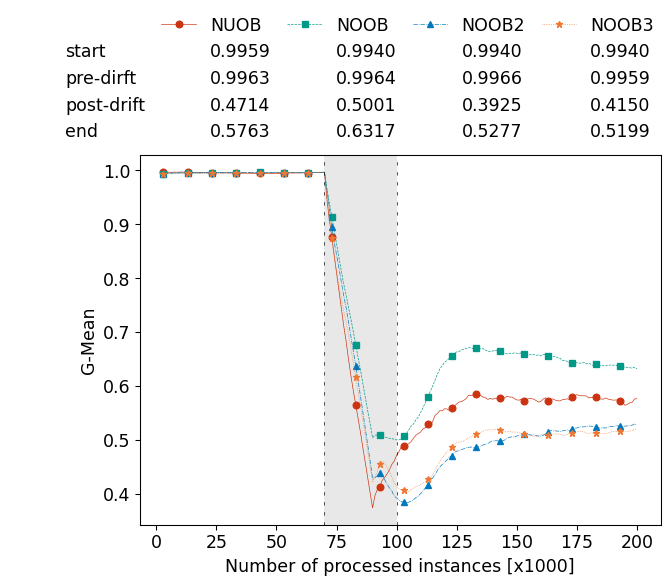 NUOB NOOB NOOB2 NOOB3
start 0.9959 0.9940 0.9940 0.9940
pre-dirft 0.9963 0.9964 0.9966 0.9959
post-drift 0.4714 0.5001 0.3925 0.4150
end 0.5763 0.6317 0.5277 0.5199
1.0
0.9
0.8
0.7
0.6
0.5
0.4
G-Mean
0 25 50 75 100 125 150 175 200
Number of processed instances [x1000]